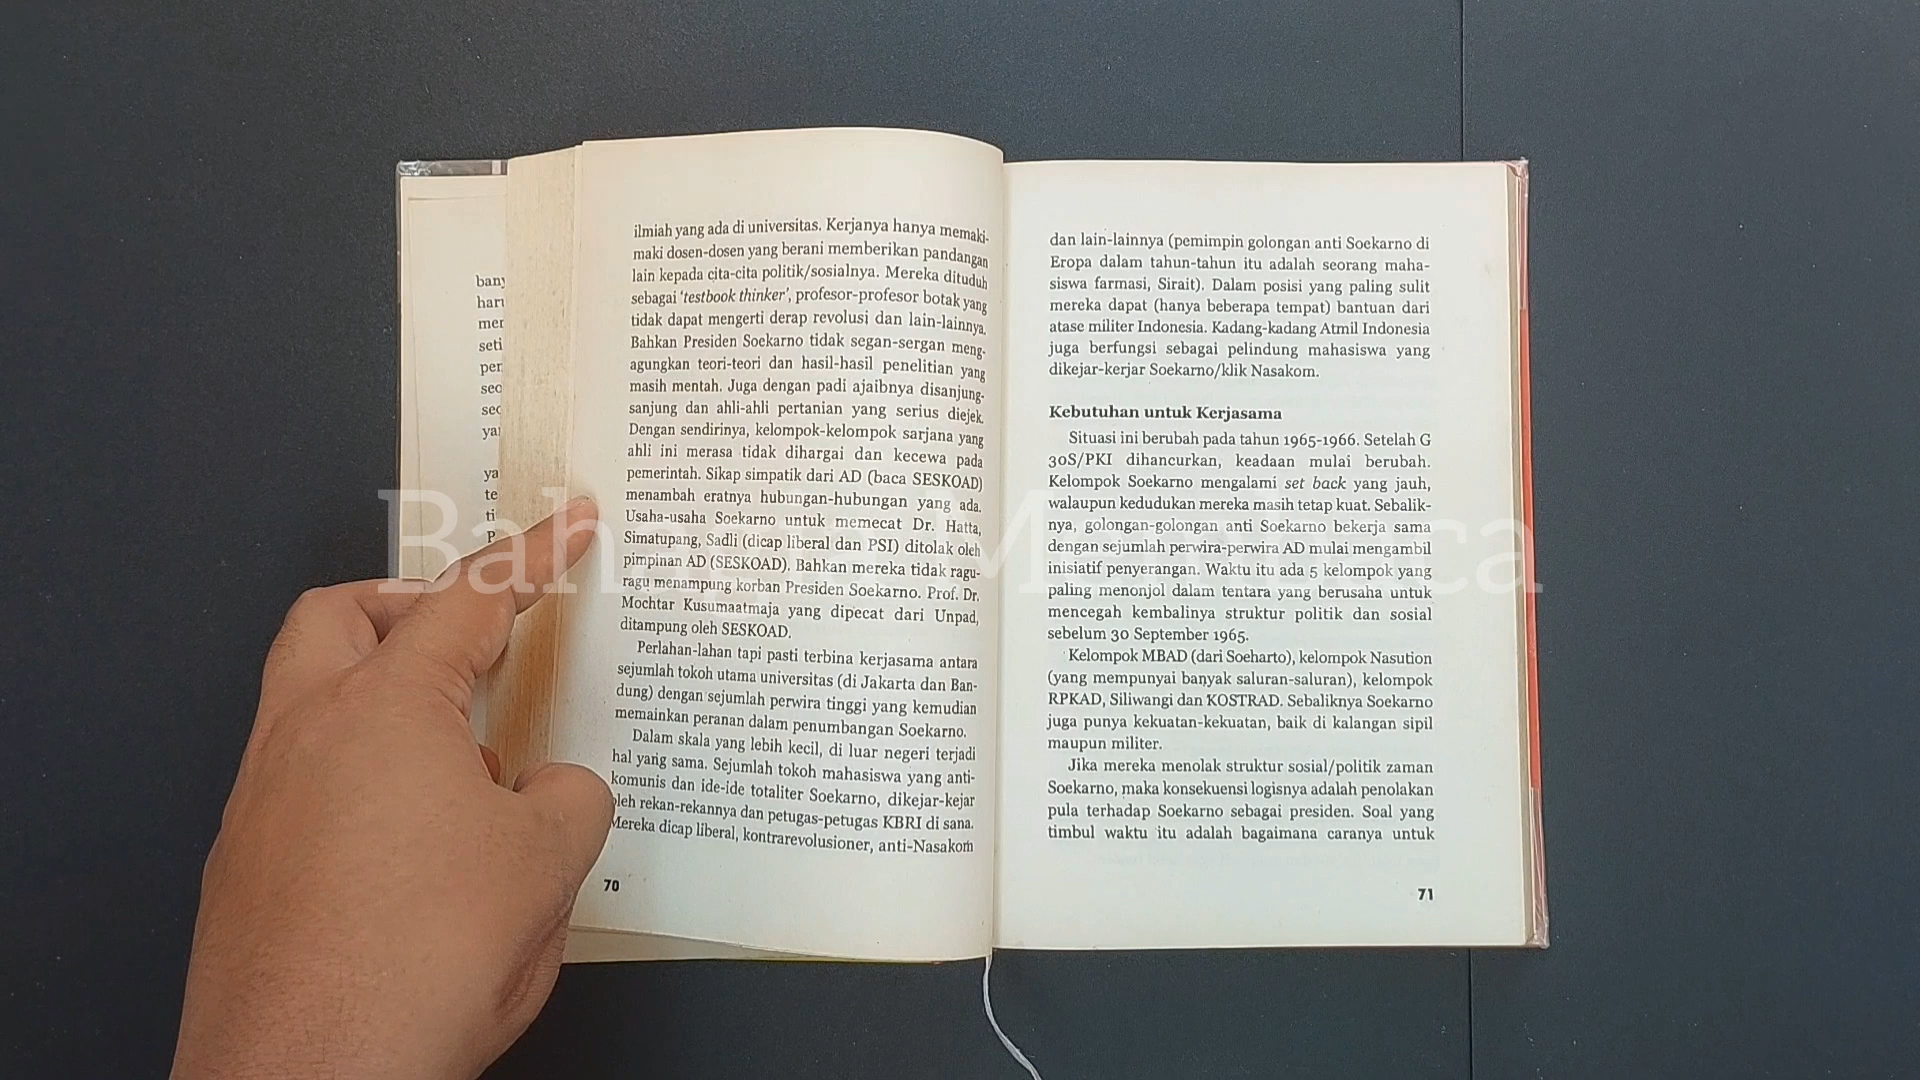 bany
haru
mer
seti
per
seo
seo
yar
ya
te
ti
P
ilmiah yang ada di universitas. Kerjanya hanya memaki-
maki dosen-dosen yang berani memberikan pandangan
lain kepada cita-cita politik/sosialnya. Mereka dituduh
sebagai 'testbook thinker', profesor-profesor botak yang
tidak dapat mengerti derap revolusi dan lain-lainnya.
Bahkan Presiden Soekarno tidak segan-sergan meng-
agungkan teori-teori dan hasil-hasil penelitian yang
masih mentah. Juga dengan padi ajaibnya disanjung-
sanjung dan ahli-ahli pertanian yang serius diejek.
Dengan sendirinya, kelompok-kelompok sarjana yang
ahli ini merasa tidak dihargai dan kecewa pada
pemerintah. Sikap simpatik dari AD (baca SESKOAD)
menambah eratnya hubungan-hubungan yang ada.
Usaha-usaha Soekarno untuk memecat Dr. Hatta,
Simatupang, Sadli (dicap liberal dan PSI) ditolak oleh
pimpinan AD (SESKOAD). Bahkan mereka tidak ragu-
ragu menampung korban Presiden Soekarno. Prof. Dr.
Mochtar Kusumaatmaja yang dipecat dari Unpad,
ditampung oleh SESKOAD.
Perlahan-lahan tapi pasti terbina kerjasama antara
sejumlah tokoh utama universitas (di Jakarta dan Ban-
dung) dengan sejumlah perwira tinggi yang kemudian
memainkan peranan dalam penumbangan Soekarno.
Dalam skala yang lebih kecil, di luar negeri terjadi
hal yang sama. Sejumlah tokoh mahasiswa yang anti-
komunis dan ide-ide totaliter Soekarno, dikejar-kejar
oleh rekan-rekannya dan petugas-petugas KBRI di sana.
Mereka dicap liberal, kontrarevolusioner, anti-Nasakom
70
dan lain-lainnya (pemimpin golongan anti Soekarno di
Eropa dalam tahun-tahun itu adalah seorang maha-
siswa farmasi, Sirait). Dalam posisi yang paling sulit
mereka dapat (hanya beberapa tempat) bantuan dari
atase militer Indonesia. Kadang-kadang Atmil Indonesia
juga berfungsi sebagai pelindung mahasiswa yang
dikejar-kerjar Soekarno/klik Nasakom.
Kebutuhan untuk Kerjasama
Situasi ini berubah pada tahun 1965-1966. Setelah G
30S/PKI dihancurkan, keadaan mulai berubah.
Kelompok Soekarno mengalami set back yang jauh,
walaupun kedudukan mereka masih tetap kuat. Sebalik-
nya, golongan-golongan anti Soekarno bekerja sama
dengan sejumlah perwira-perwira AD mulai mengambil
inisiatif penyerangan. Waktu itu ada 5 kelompok yang
paling menonjol dalam tentara yang berusaha untuk
mencegah kembalinya struktur politik dan sosial
sebelum 30 September 1965.
Kelompok MBAD (dari Soeharto), kelompok Nasution
(yang mempunyai banyak saluran-saluran), kelompok
RPKAD, Siliwangi dan KOSTRAD. Sebaliknya Soekarno
juga punya kekuatan-kekuatan, baik di kalangan sipil
maupun militer.
Jika mereka menolak struktur sosial/politik zaman
Soekarno, maka konsekuensi logisnya adalah penolakan
pula terhadap Soekarno sebagai presiden. Soal yang
timbul waktu itu adalah bagaimana caranya untuk
71